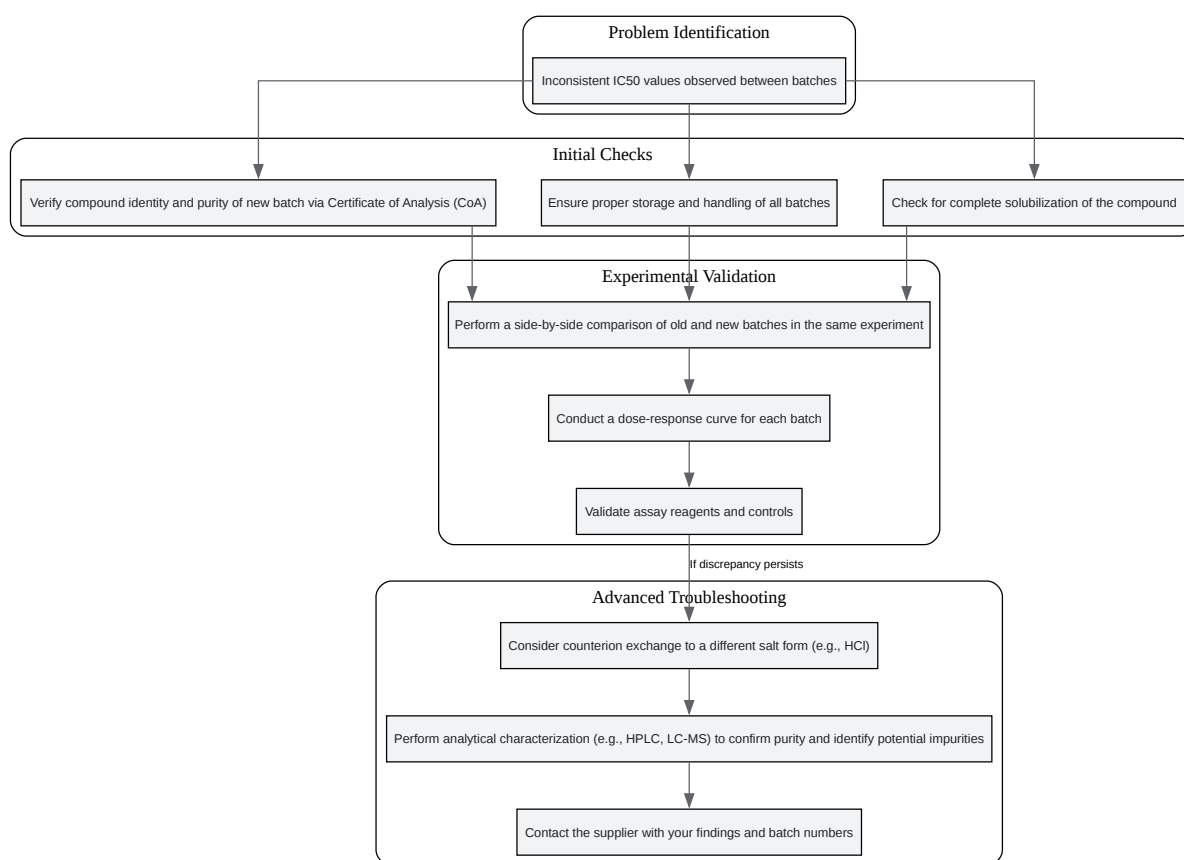 Problem Identification
Inconsistent IC50 values observed between batches
Initial Checks
Verify compound identity and purity of new batch via Certificate of Analysis (CoA)
Ensure proper storage and handling of all batches
Check for complete solubilization of the compound
Experimental Validation
Perform a side-by-side comparison of old and new batches in the same experiment
Conduct a dose-response curve for each batch
Validate assay reagents and controls
If discrepancy persists
Advanced Troubleshooting
Consider counterion exchange to a different salt form (e.g., HCl)
Perform analytical characterization (e.g., HPLC, LC-MS) to confirm purity and identify potential impurities
Contact the supplier with your findings and batch numbers